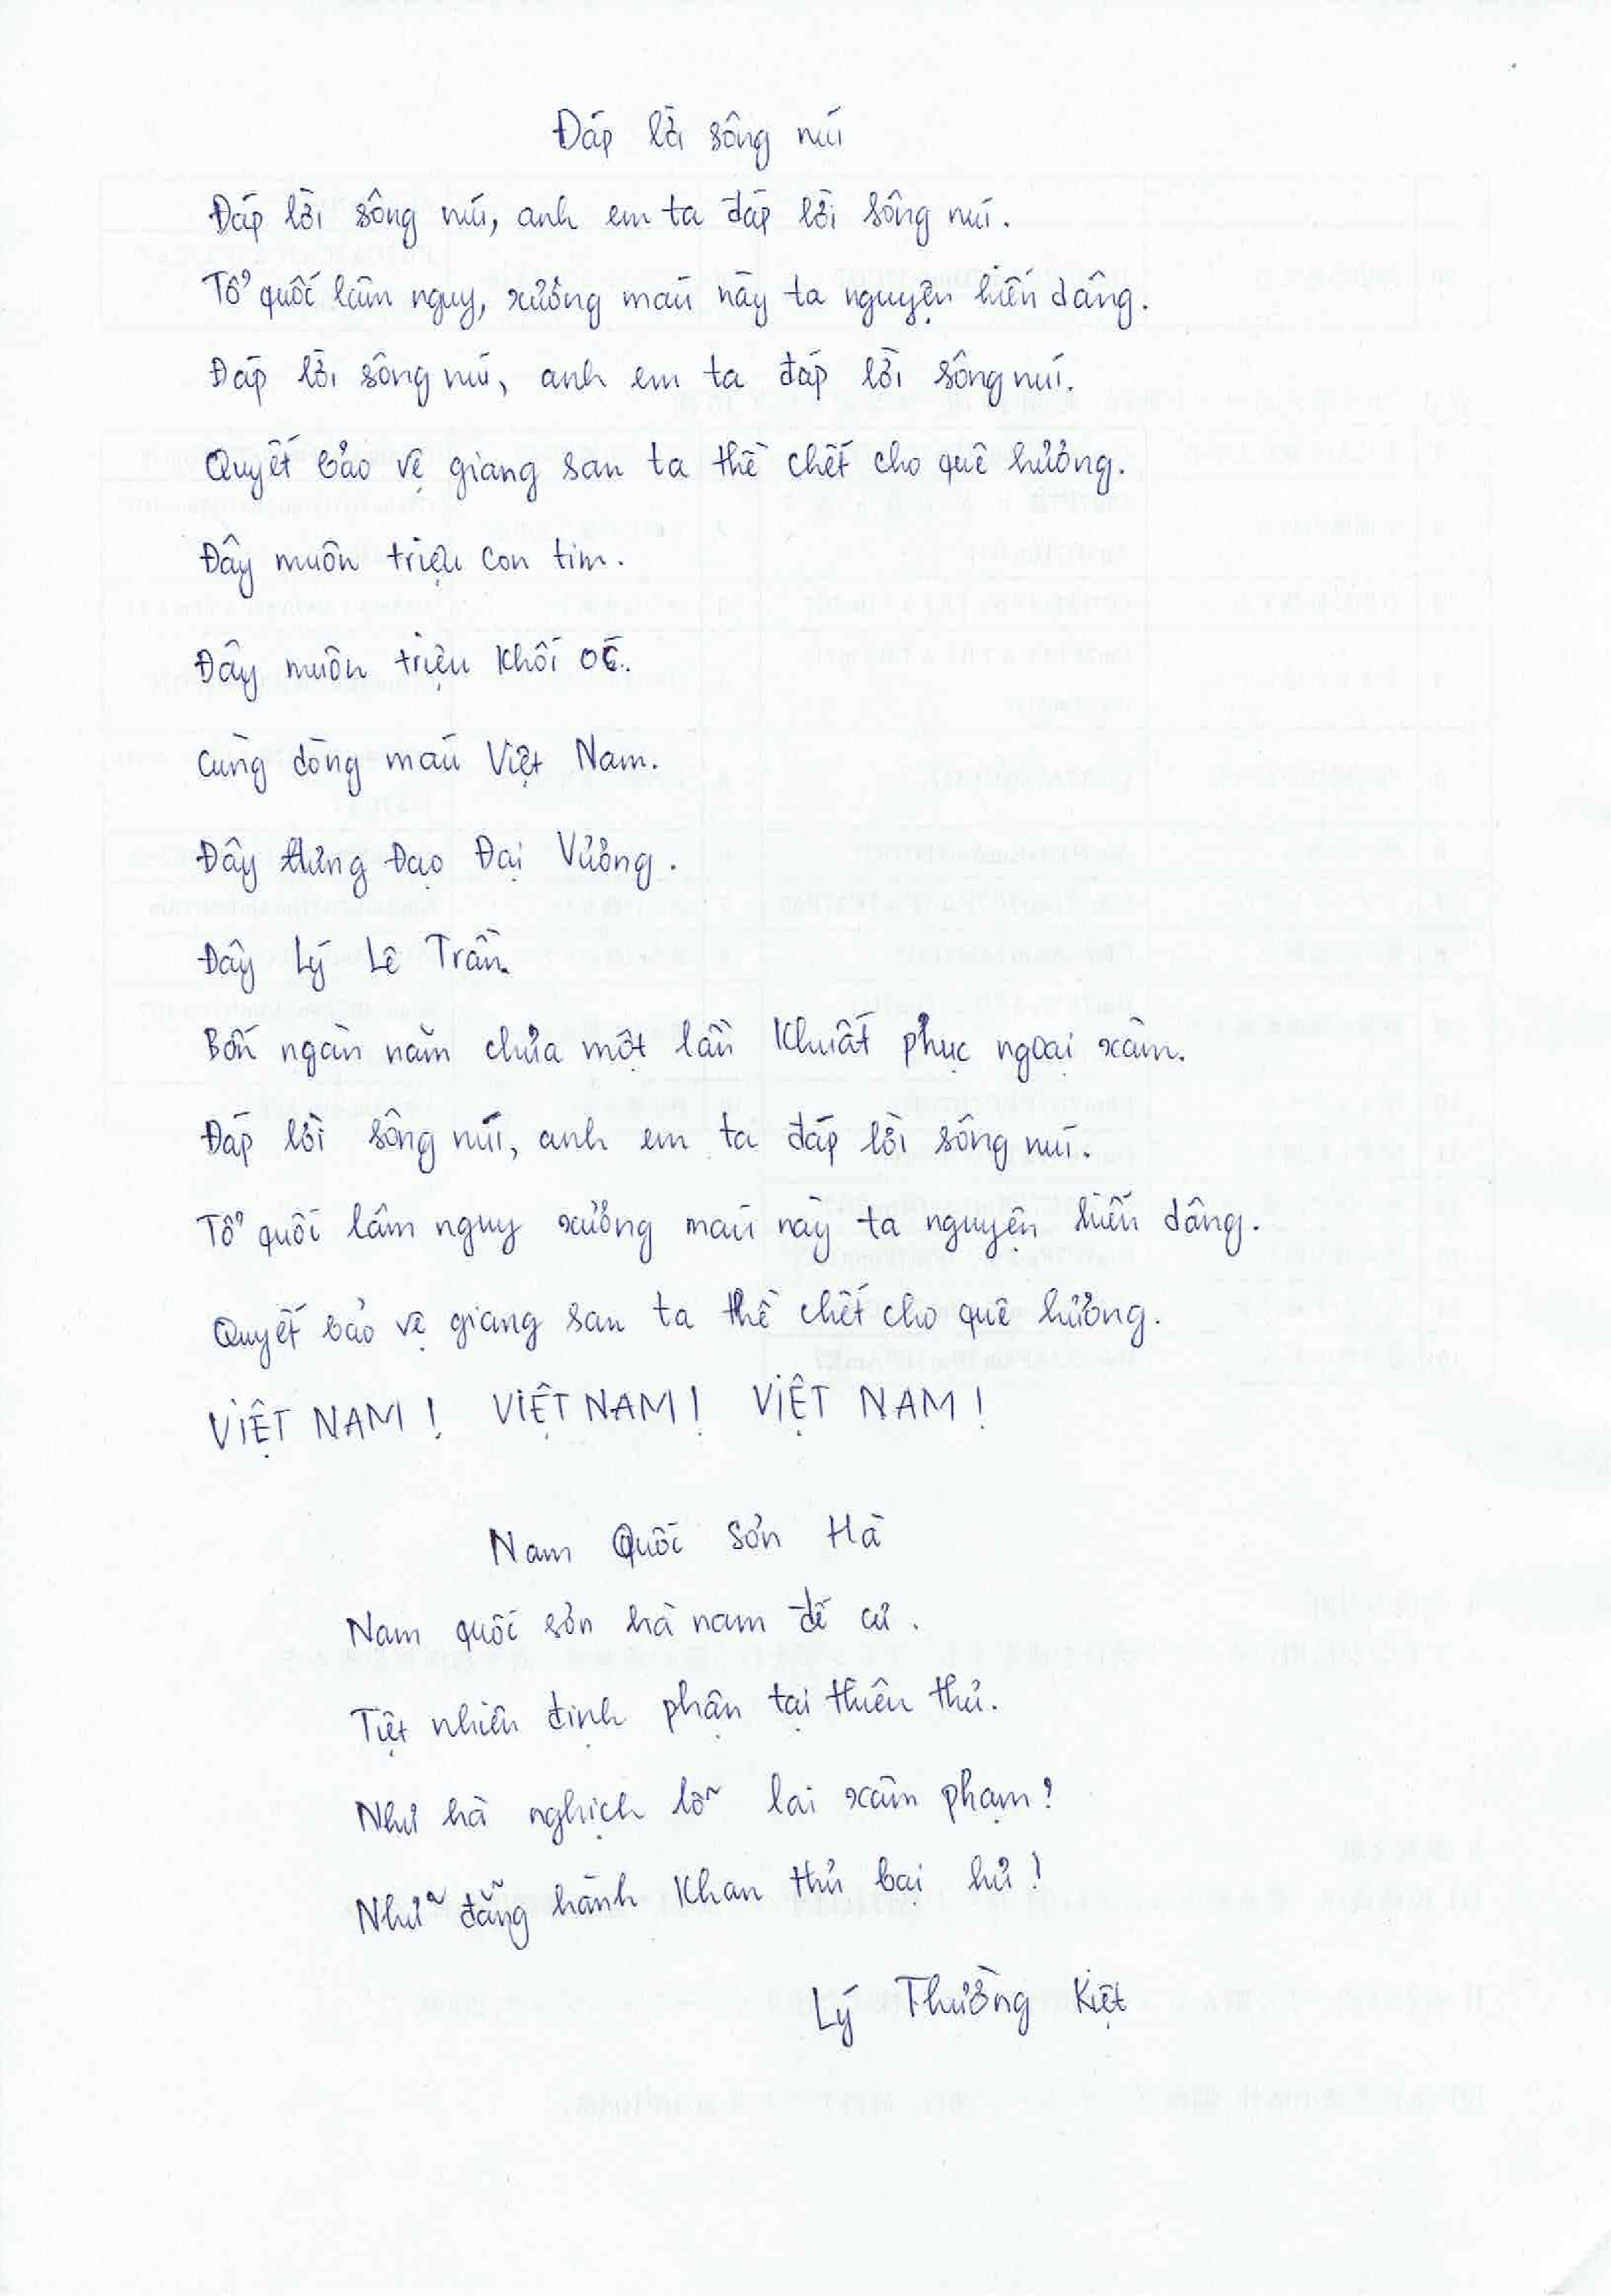 Đáp lời sông núi
Đáp lời sông núi, anh em ta đáp lời sông núi.
Tổ quốc lâm nguy, xương máu này ta nguyện hiến dâng.
Đáp lời sông núi, anh em ta đáp lời sông núi.
Quyết bảo vệ giang san ta thề chết cho quê hương.
Đây muôn triệu con tim.
Đây muôn triệu khối óc.
Cùng dòng máu Việt Nam.
Đây Hưng Đạo Đại Vương.
Đây Lý Lê Trần.
Bốn ngàn năm chưa một lần khuất phục ngoại xâm.
Đáp lời sông núi, anh em ta đáp lời sông núi.
Tổ quốc lâm nguy xương máu này ta nguyện hiến dâng.
Quyết bảo vệ giang san ta thề chết cho quê hương.
VIỆT NAM! VIỆT NAM! VIỆT NAM!
Nam Quốc Sơn Hà
Nam quốc sơn hà nam đế cư.
Tiệt nhiên định phận tại thiên thư.
Như hà nghịch lỗ lai xâm phạm?
Như đẵng hành khan thủ bại hư!
Lý Thường Kiệt